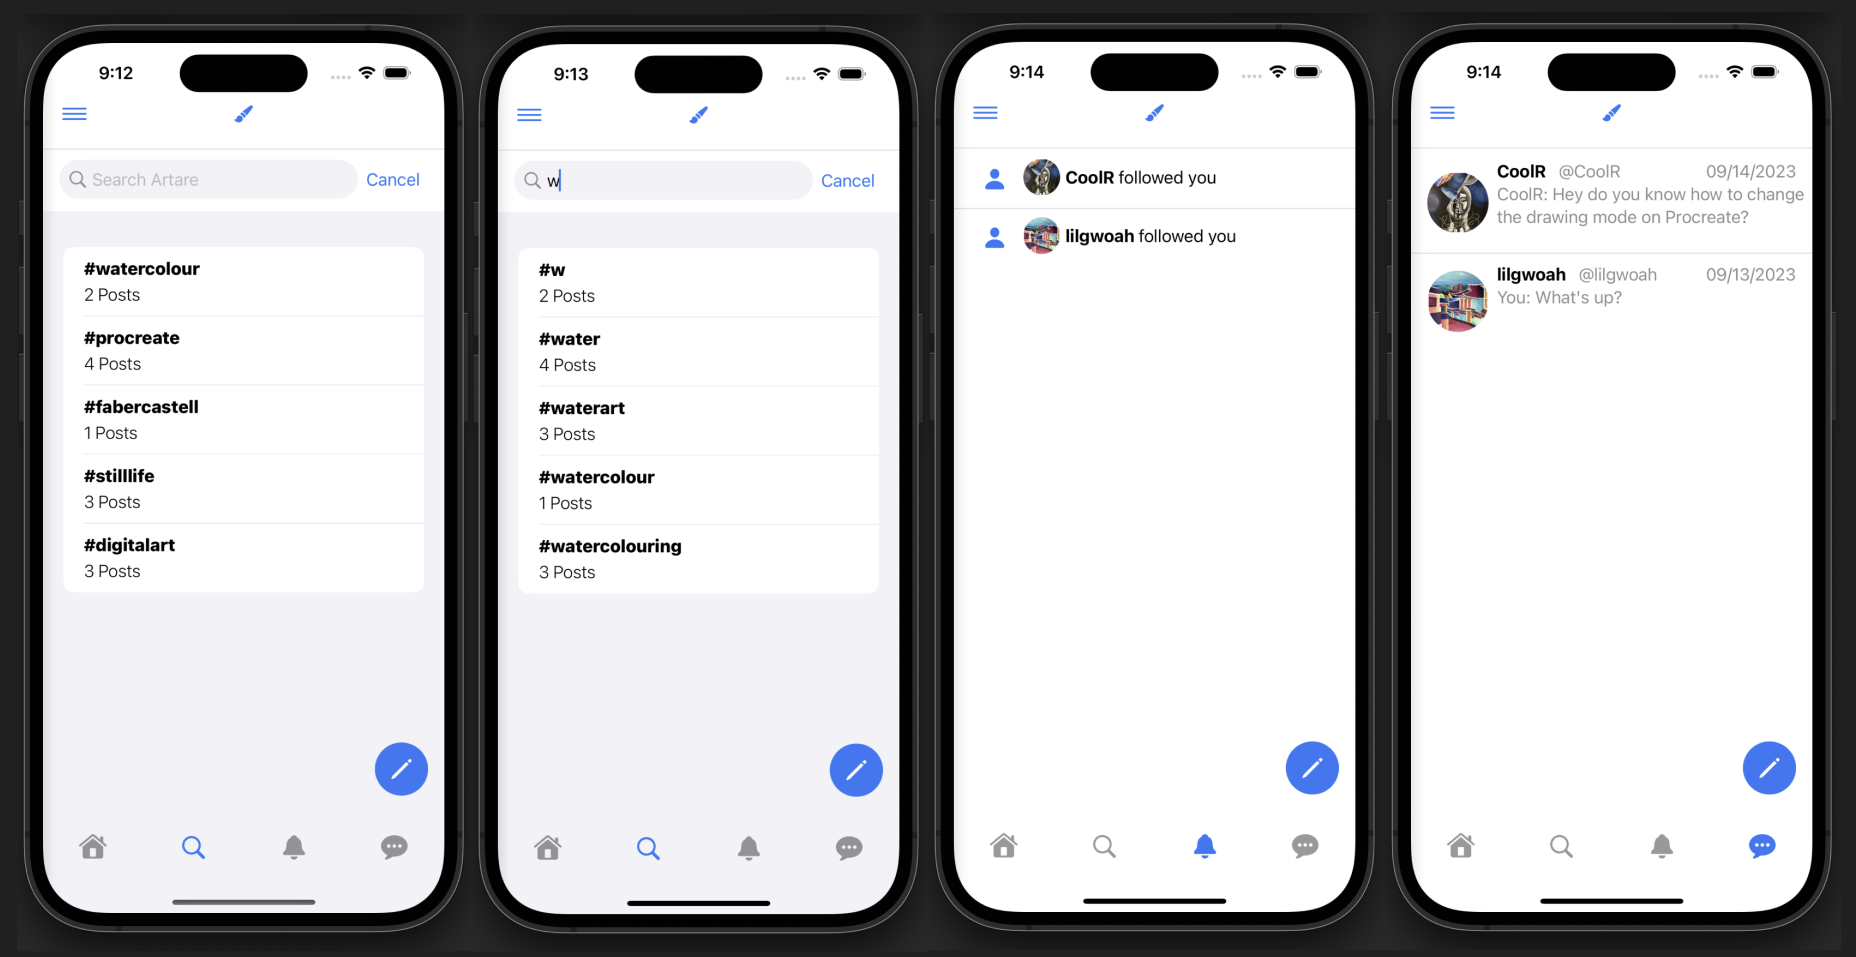 9:12
Search Artare
Cancel
#watercolour
2 Posts
#procreate
4 Posts
#fabercastell
1 Posts
#stilllife
3 Posts
#digitalart
3 Posts
9:13
w
Cancel
#w
2 Posts
#water
4 Posts
#waterart
3 Posts
#watercolour
1 Posts
#watercolouring
3 Posts
9:14
CoolR followed you
lilgwoah followed you
9:14
CoolR @CoolR 09/14/2023
CoolR: Hey do you know how to change
the drawing mode on Procreate?
lilgwoah @lilgwoah 09/13/2023
You: What's up?